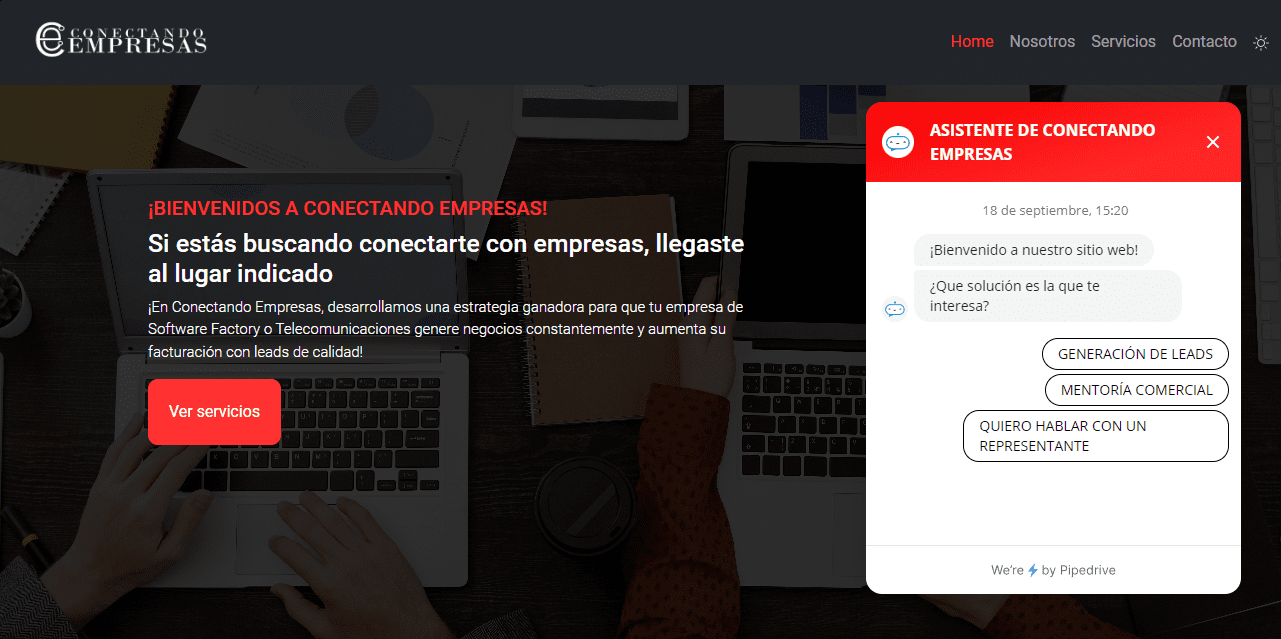 CONECTANDO
EMPRESAS
Home Nosotros Servicios Contacto
¡BIENVENIDOS A CONECTANDO EMPRESAS!
Si estás buscando conectarte con empresas, llegaste
al lugar indicado
¡En Conectando Empresas, desarrollamos una estrategia ganadora para que tu empresa de
Software Factory o Telecomunicaciones genere negocios constantemente y aumenta su
facturación con leads de calidad!
Ver servicios
ASISTENTE DE CONECTANDO
EMPRESAS
18 de septiembre, 15:20
¡Bienvenido a nuestro sitio web!
¿Que solución es la que te
interesa?
GENERACIÓN DE LEADS
MENTORÍA COMERCIAL
QUIERO HABLAR CON UN
REPRESENTANTE
We're by Pipedrive